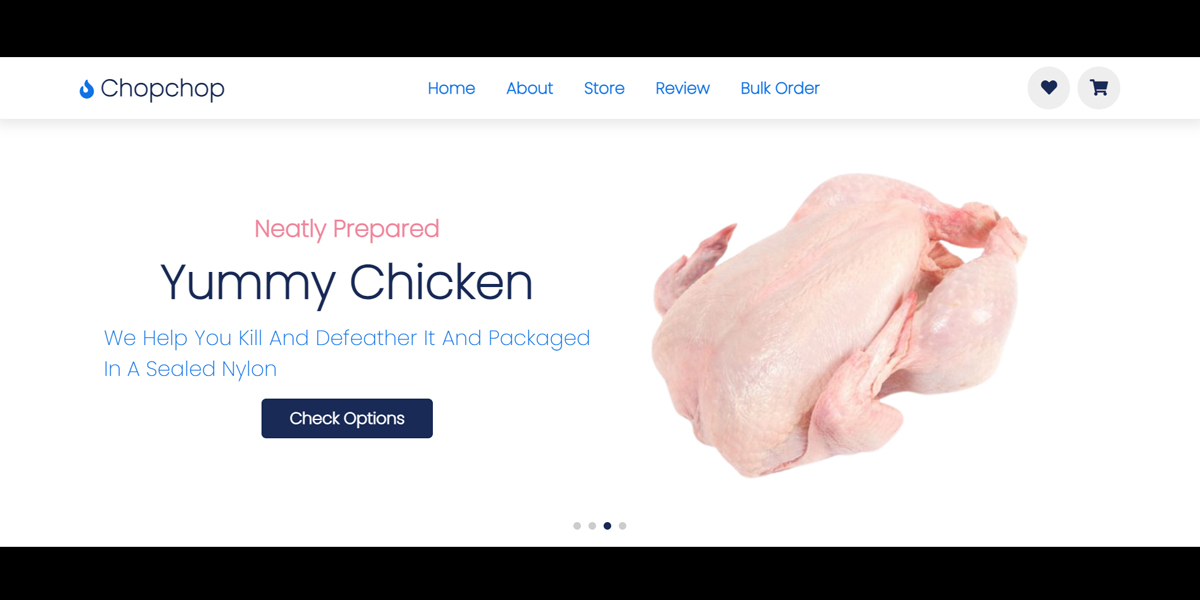 Chopchop
Home About Store Review Bulk Order
Neatly Prepared
Yummy Chicken
We Help You Kill And Defeather It And Packaged
In A Sealed Nylon
Check Options